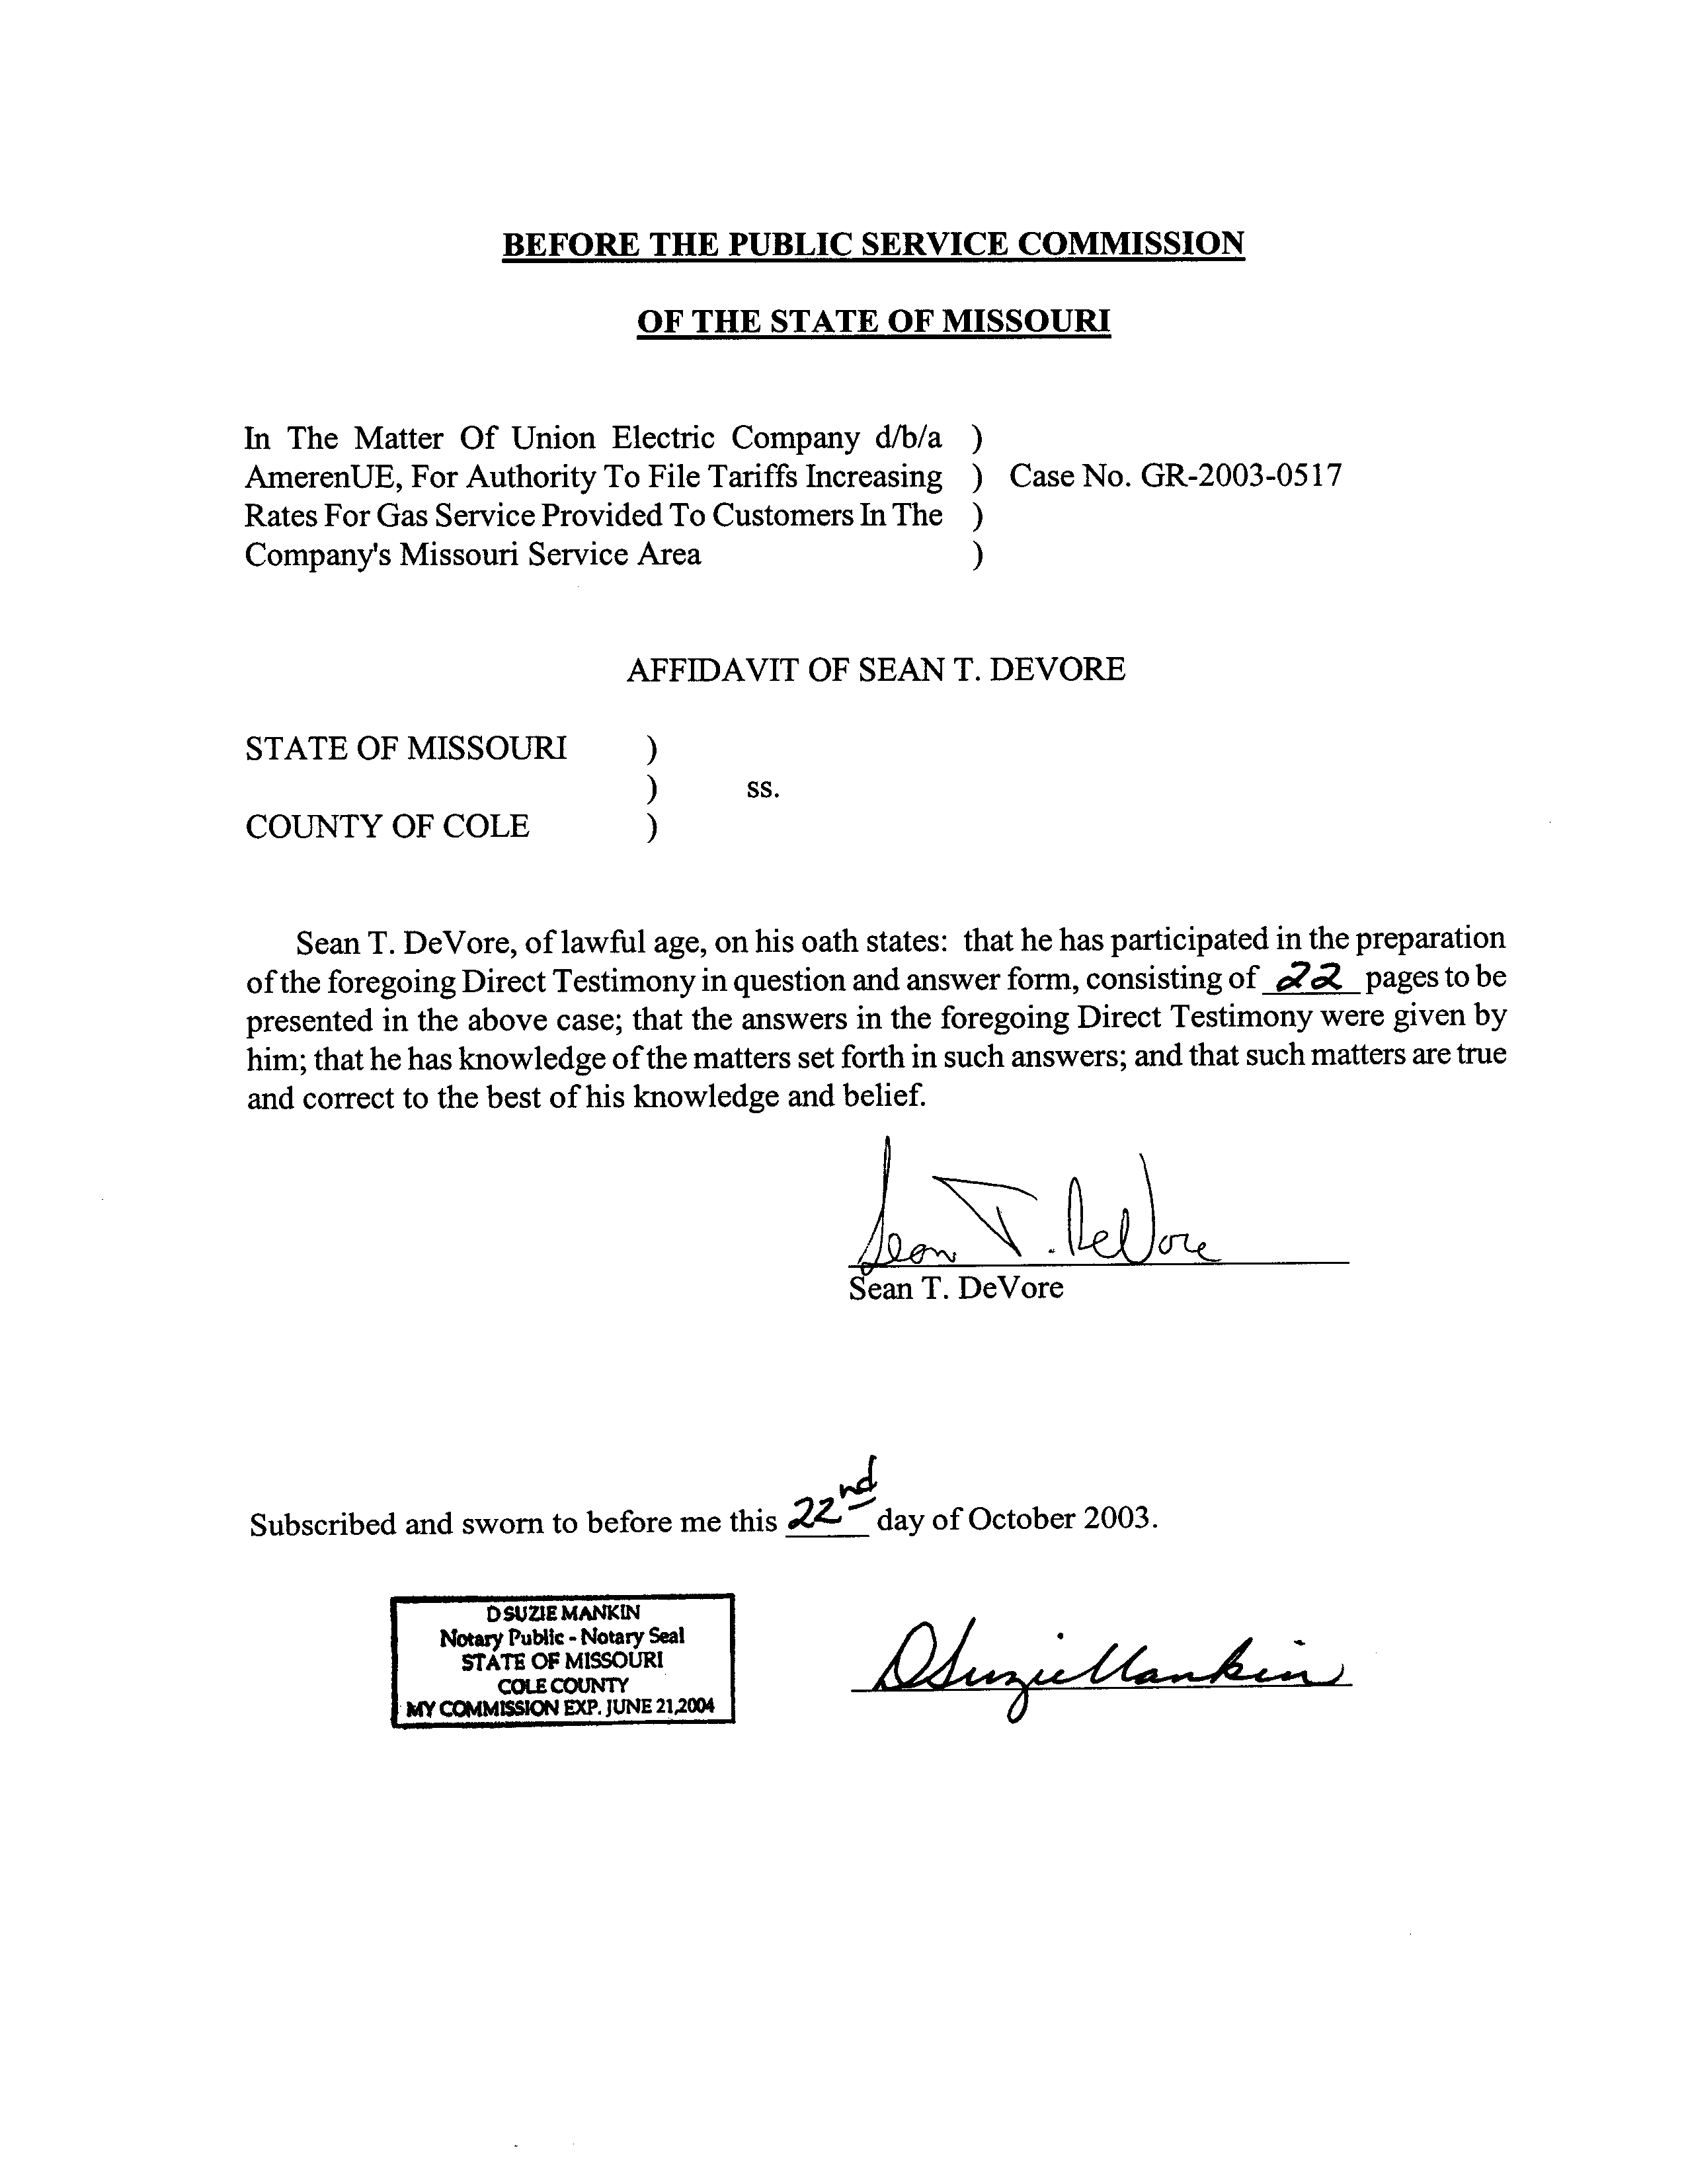 BEFORE THE PUBLIC SERVICE COMMISSION
OF THE STATE OF MISSOURI
In The Matter Of Union Electric Company d/b/a )
AmerenUE, For Authority To File Tariffs Increasing ) Case No. GR-2003-0517
Rates For Gas Service Provided To Customers In The )
Company's Missouri Service Area )
AFFIDAVIT OF SEAN T. DEVORE
STATE OF MISSOURI )
) ss.
COUNTY OF COLE )
Sean T. DeVore, of lawful age, on his oath states: that he has participated in the preparation
of the foregoing Direct Testimony in question and answer form, consisting of 22 pages to be
presented in the above case; that the answers in the foregoing Direct Testimony were given by
him; that he has knowledge of the matters set forth in such answers; and that such matters are true
and correct to the best of his knowledge and belief.
Sean T. DeVore
Sean T. DeVore
Subscribed and sworn to before me this 22nd day of October 2003.
D SUZIE MANKIN
Notary Public - Notary Seal
STATE OF MISSOURI
COLE COUNTY
MY COMMISSION EXP. JUNE 21,2004
D Suzie Mankin